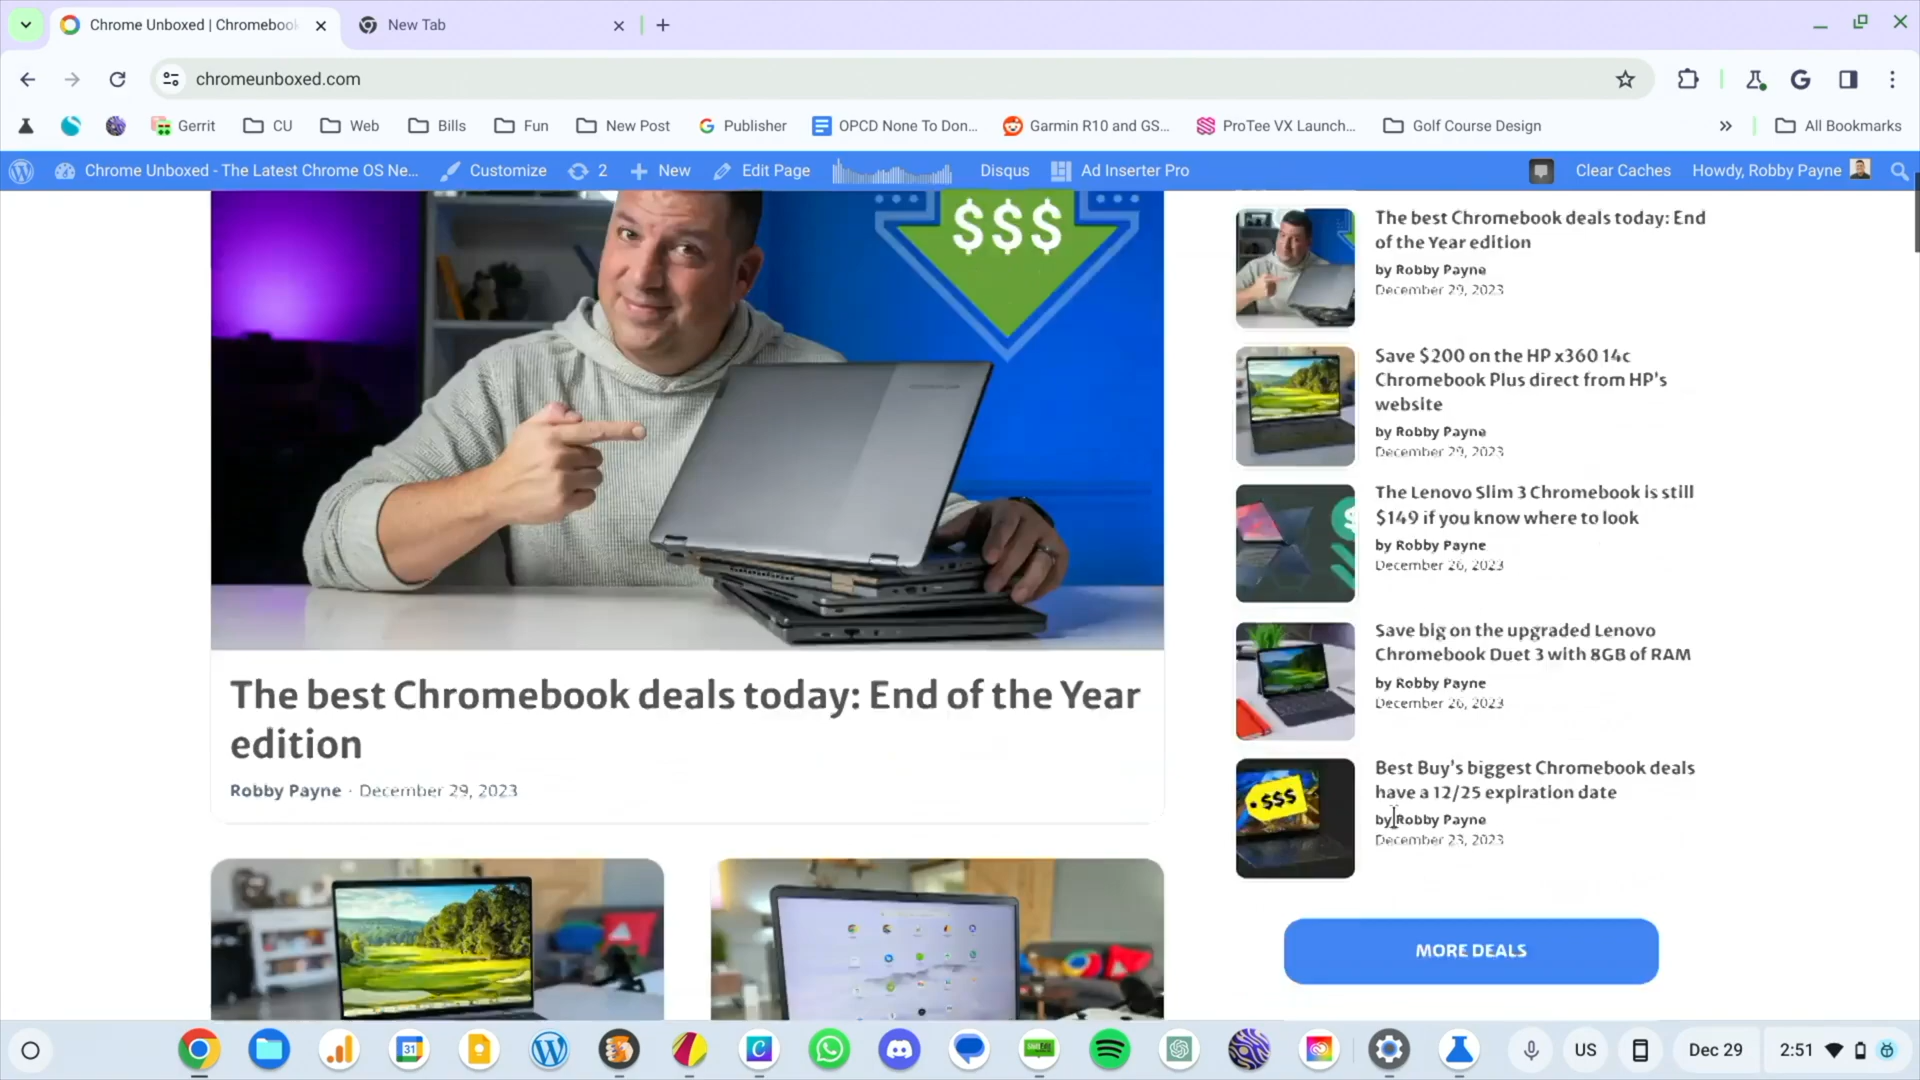 Chrome Unboxed | Chromebook
New Tab
chromeunboxed.com
Gerrit
CU
Web
Bills
Fun
New Post
Publisher
OPCD None To Don...
Garmin R10 and GS...
ProTee VX Launch...
Golf Course Design
All Bookmarks
Chrome Unboxed - The Latest Chrome OS Ne...
Customize
2
New
Edit Page
Disqus
Ad Inserter Pro
Clear Caches
Howdy, Robby Payne
$$$
The best Chromebook deals today: End of the Year
edition
Robby Payne · December 29, 2023
The best Chromebook deals today: End
of the Year edition
by Robby Payne
December 29, 2023
Save $200 on the HP x360 14c
Chromebook Plus direct from HP's
website
by Robby Payne
December 29, 2023
The Lenovo Slim 3 Chromebook is still
$149 if you know where to look
by Robby Payne
December 26, 2023
Save big on the upgraded Lenovo
Chromebook Duet 3 with 8GB of RAM
by Robby Payne
December 26, 2023
$$$
Best Buy's biggest Chromebook deals
have a 12/25 expiration date
by Robby Payne
December 23, 2023
MORE DEALS
31
US
Dec 29
2:51